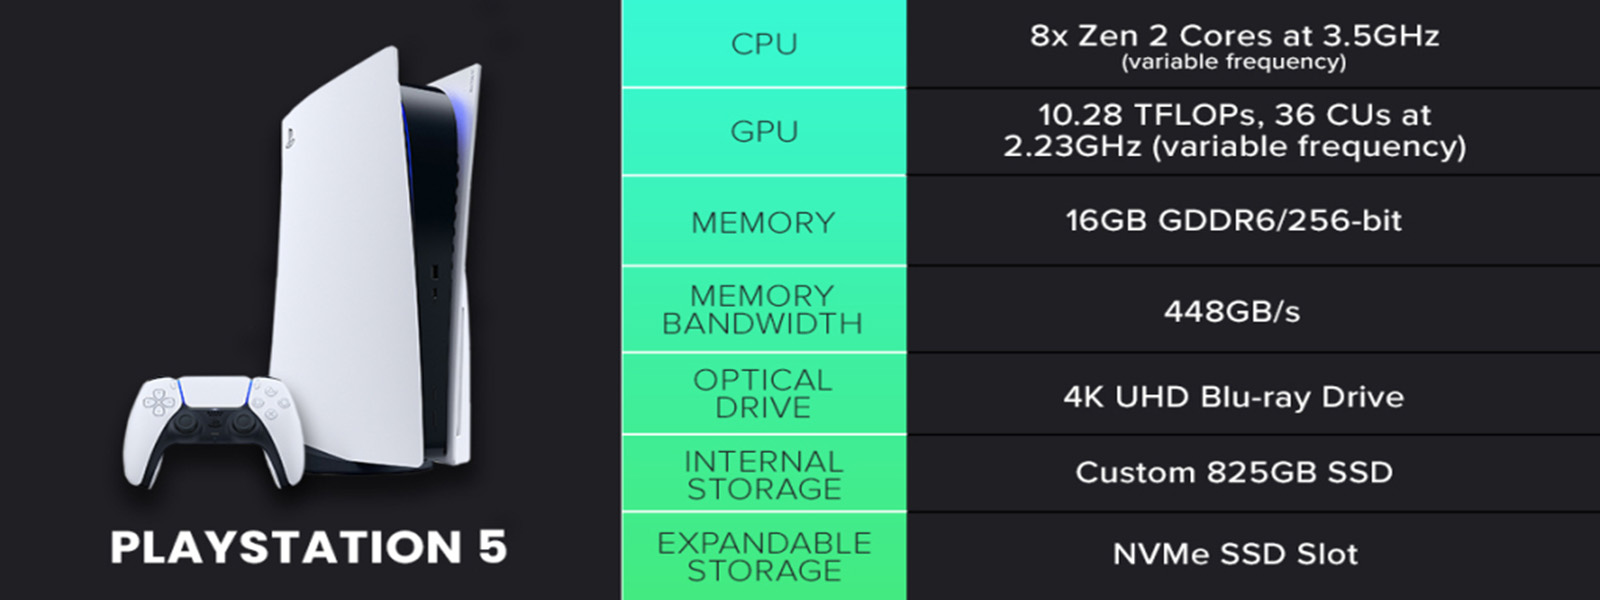 PLAYSTATION 5
CPU
8x Zen 2 Cores at 3.5GHz
(variable frequency)
GPU
10.28 TFLOPs, 36 CUs at
2.23GHz (variable frequency)
MEMORY
16GB GDDR6/256-bit
MEMORY
BANDWIDTH
448GB/s
OPTICAL
DRIVE
4K UHD Blu-ray Drive
INTERNAL
STORAGE
Custom 825GB SSD
EXPANDABLE
STORAGE
NVMe SSD Slot